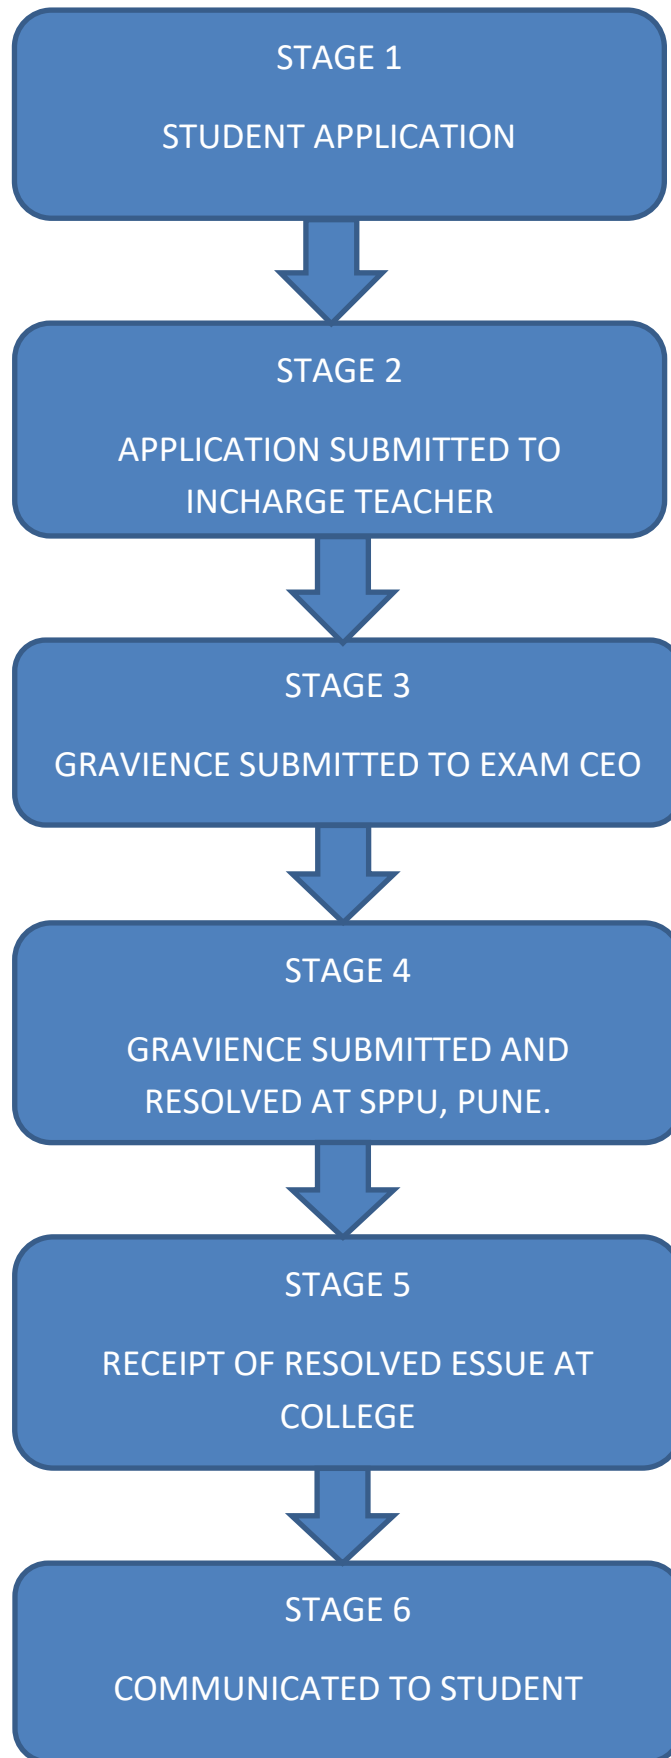 STAGE 1
STUDENT APPLICATION
STAGE 2
APPLICATION SUBMITTED TO
INCHARGE TEACHER
STAGE 3
GRAVIENCE SUBMITTED TO EXAM CEO
STAGE 4
GRAVIENCE SUBMITTED AND
RESOLVED AT SPPU, PUNE.
STAGE 5
RECEIPT OF RESOLVED ESSUE AT
COLLEGE
STAGE 6
COMMUNICATED TO STUDENT